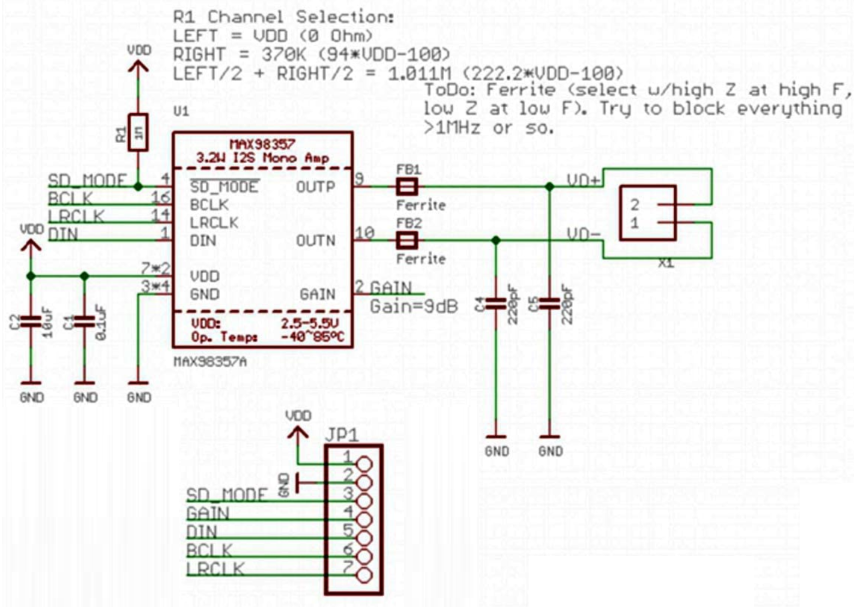 R1 Channel Selection:
LEFT = VDD (0 Ohm)
RIGHT = 370K (94*VDD-100)
LEFT/2 + RIGHT/2 = 1.011M (222.2*VDD-100)
ToDo: Ferrite (select w/high Z at high F,
low Z at low F). Try to block everything
>1MHz or so.
VDD
R1
1M
U1
MAX98357
3.2W I2S Mono Amp
SD_MODE
4
SD_MODE
OUTP
9
FB1
Ferrite
VO+
BCLK
16
BCLK
LRCLK
14
LRCLK
DIN
1
DIN
OUTN
10
FB2
Ferrite
VO-
2
1
X1
VDD
7*2
VDD
3*4
GND
GAIN
2
GAIN
Gain=9dB
VDD: 2.5-5.5V
Op. Temp: -40~85ºC
MAX98357A
C2
10uF
C1
0.1uF
C4
220pF
C5
220pF
GND
GND
GND
GND
GND
VDD
JP1
1
GND
2
SD_MODE
3
GAIN
4
DIN
5
BCLK
6
LRCLK
7